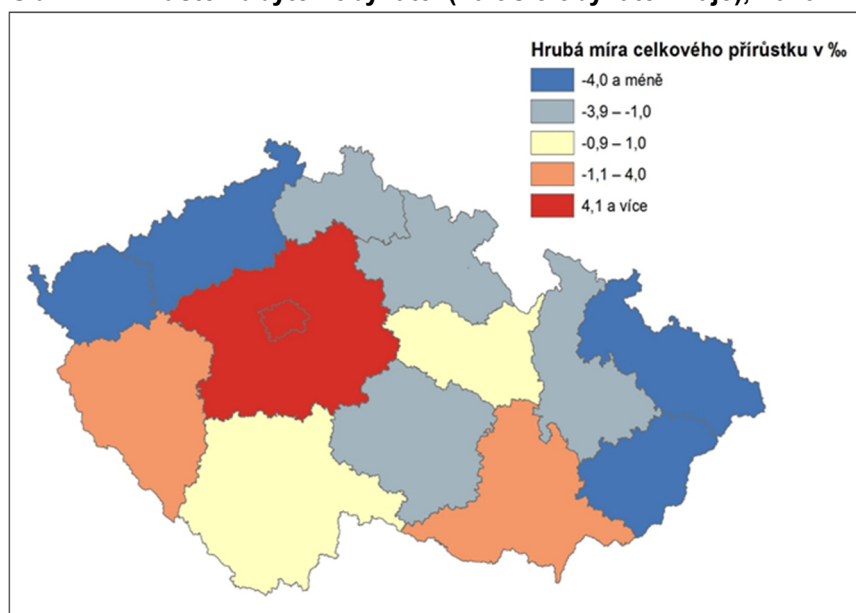 Hrubá míra celkového přírůstku v ‰
-4,0 a méně
-3,9 – -1,0
-0,9 – 1,0
-1,1 – 4,0
4,1 a více